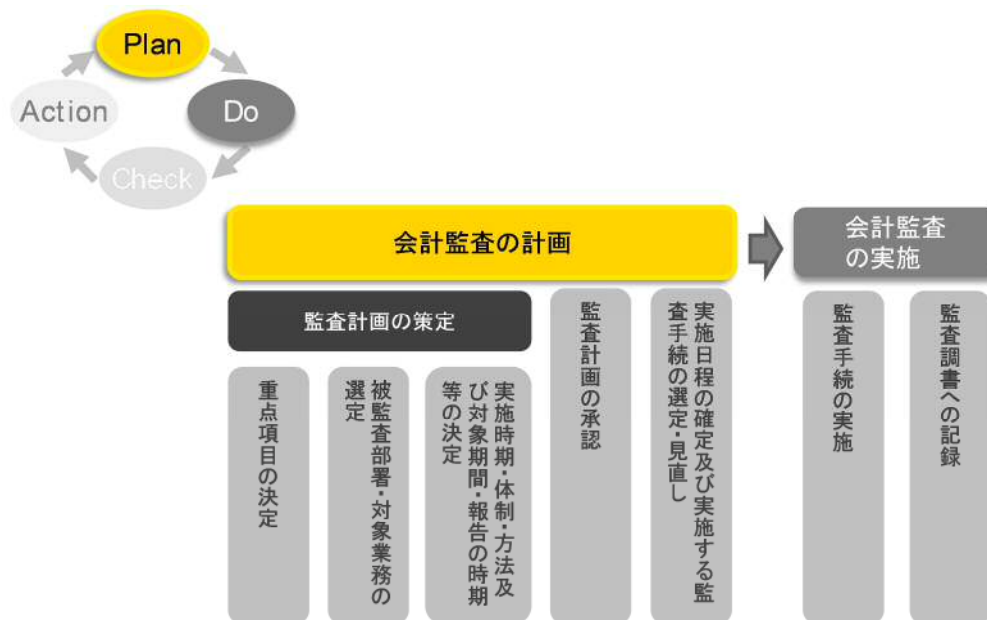 Plan
Action
Do
Check
会計監査の計画
会計監査
の実施
監査計画の策定
重点項目の決定
被監査部署・対象業務の
選定
実施時期・体制・方法及
び対象期間・報告の時期
等の決定
監査計画の承認
実施日程の確定及び実施する監
査手続の選定・見直し
監査手続の実施
監査調書への記録